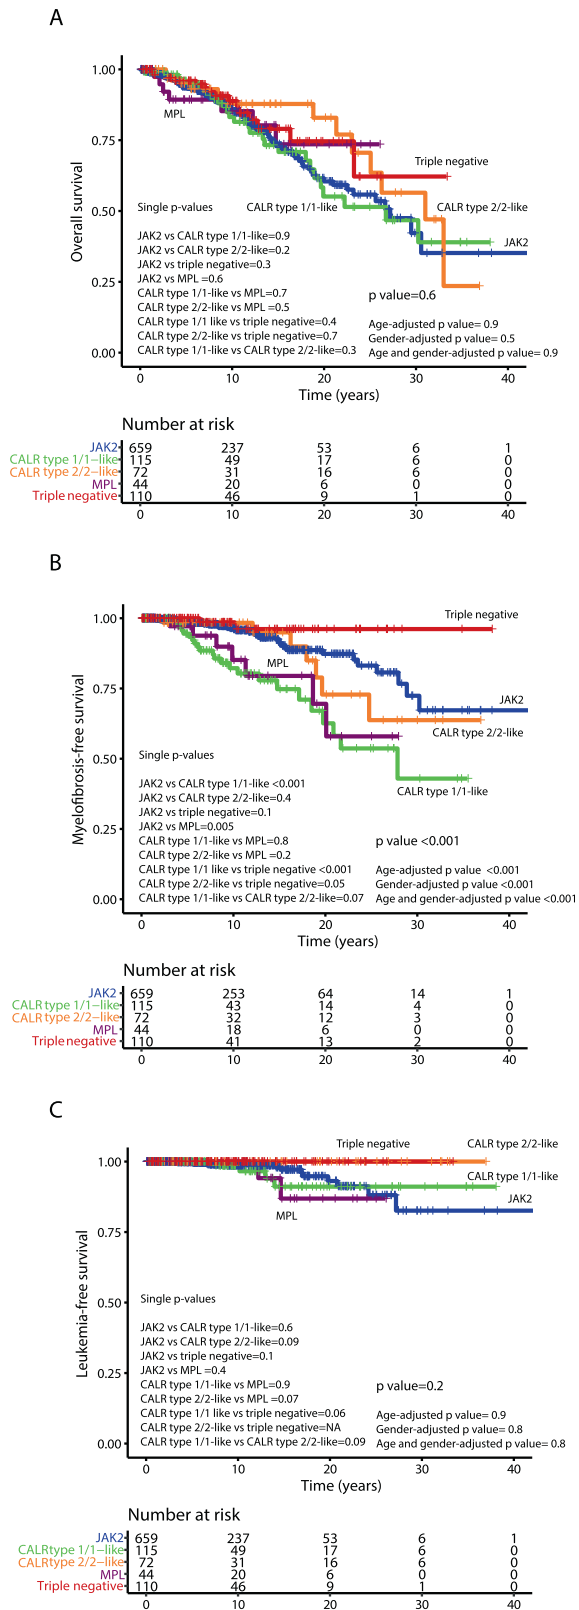 A
1.00
0.75
0.50
0.25
0.00
Overall survival
MPL
Triple negative
CALR type 1/1-like
CALR type 2/2-like
JAK2
Single p-values
JAK2 vs CALR type 1/1-like=0.9
JAK2 vs CALR type 2/2-like=0.2
JAK2 vs triple negative=0.3
JAK2 vs MPL =0.6
CALR type 1/1-like vs MPL=0.7
CALR type 2/2-like vs MPL =0.5
CALR type 1/1 like vs triple negative=0.4
CALR type 2/2-like vs triple negative=0.7
CALR type 1/1-like vs CALR type 2/2-like=0.3
p value=0.6
Age-adjusted p value= 0.9
Gender-adjusted p value= 0.5
Age and gender-adjusted p value= 0.9
0 10 20 30 40
Time (years)
Number at risk
JAK2 659 237 53 6 1
CALR type 1/1−like 115 49 17 6 0
CALR type 2/2−like 72 31 16 6 0
MPL 44 20 6 0 0
Triple negative 110 46 9 1 0
0 10 20 30 40
B
1.00
0.75
0.50
0.25
0.00
Myelofibrosis-free survival
Triple negative
MPL
JAK2
CALR type 2/2-like
CALR type 1/1-like
Single p-values
JAK2 vs CALR type 1/1-like <0.001
JAK2 vs CALR type 2/2-like=0.4
JAK2 vs triple negative=0.1
JAK2 vs MPL=0.005
CALR type 1/1-like vs MPL=0.8
CALR type 2/2-like vs MPL =0.2
CALR type 1/1 like vs triple negative <0.001
CALR type 2/2-like vs triple negative=0.05
CALR type 1/1-like vs CALR type 2/2-like=0.07
p value <0.001
Age-adjusted p value <0.001
Gender-adjusted p value <0.001
Age and gender-adjusted p value <0.001
0 10 20 30 40
Time (years)
Number at risk
JAK2 659 253 64 14 1
CALR type 1/1−like 115 43 14 4 0
CALR type 2/2−like 72 32 12 3 0
MPL 44 18 6 0 0
Triple negative 110 41 13 2 0
0 10 20 30 40
C
1.00
0.75
0.50
0.25
0.00
Leukemia-free survival
Triple negative
CALR type 2/2-like
CALR type 1/1-like
JAK2
MPL
Single p-values
JAK2 vs CALR type 1/1-like=0.6
JAK2 vs CALR type 2/2-like=0.09
JAK2 vs triple negative=0.1
JAK2 vs MPL =0.4
CALR type 1/1-like vs MPL=0.9
CALR type 2/2-like vs MPL =0.07
CALR type 1/1 like vs triple negative=0.06
CALR type 2/2-like vs triple negative=NA
CALR type 1/1-like vs CALR type 2/2-like=0.09
p value=0.2
Age-adjusted p value= 0.9
Gender-adjusted p value= 0.8
Age and gender-adjusted p value= 0.8
0 10 20 30 40
Time (years)
Number at risk
JAK2 659 237 53 6 1
CALRtype 1/1−like 115 49 17 6 0
CALR type 2/2−like 72 31 16 6 0
MPL 44 20 6 0 0
Triple negative 110 46 9 1 0
0 10 20 30 40